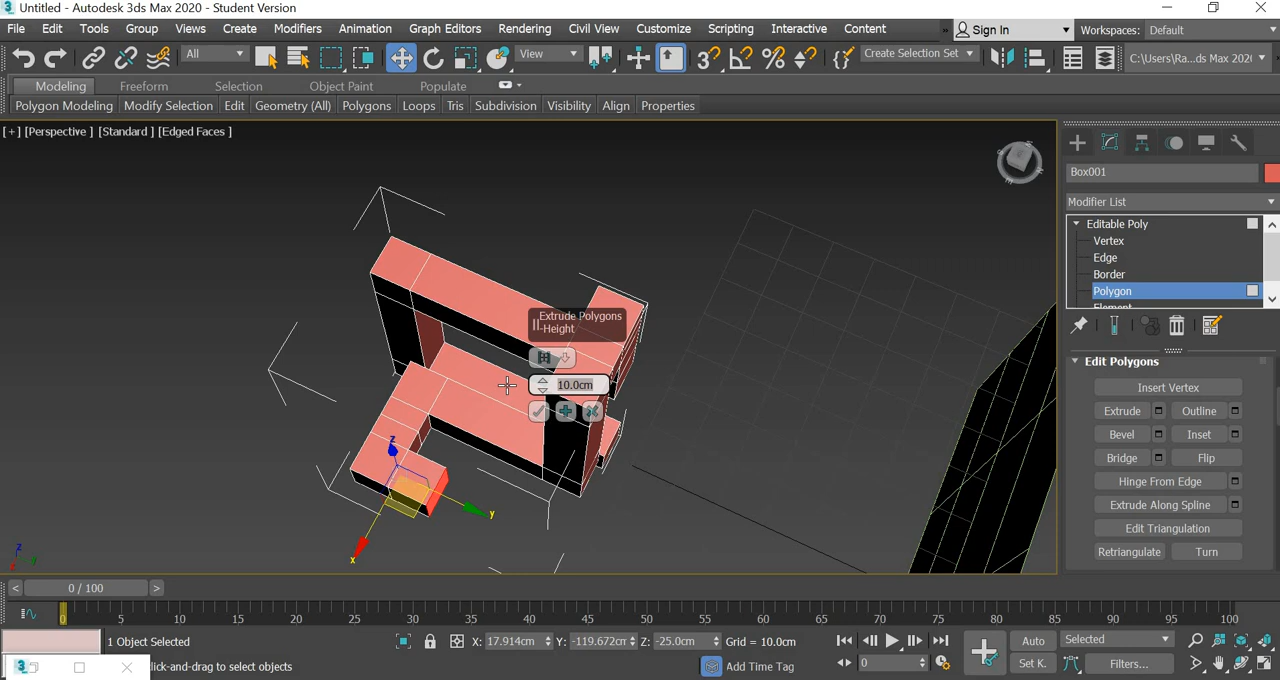 Untitled - Autodesk 3ds Max 2020 - Student Version
File Edit Tools Group Views Create Modifiers Animation Graph Editors Rendering Civil View Customize Scripting Interactive Content » Sign In Workspaces: Default
All View Create Selection Set C:\Users\Ra...ds Max 202(
Modeling Freeform Selection Object Paint Populate
Polygon Modeling Modify Selection Edit Geometry (All) Polygons Loops Tris Subdivision Visibility Align Properties
[+] [Perspective ] [Standard ] [Edged Faces ]
Box001
Modifier List
Editable Poly
Vertex
Edge
Border
Polygon
Edit Polygons
Insert Vertex
Extrude Outline
Bevel Inset
Bridge Flip
Hinge From Edge
Extrude Along Spline
Edit Triangulation
Retriangulate Turn
Extrude Polygons
-Height
10.0cm
z
y
x
z
< 0 / 100 >
0 5 10 15 20 25 30 35 40 45 50 55 60 65 70 75 80 85 90 95 100
1 Object Selected X: 17.914cm Y: -119.672cm Z: -25.0cm Grid = 10.0cm Auto Selected
lick-and-drag to select objects Add Time Tag 0 Set K. Filters...
3